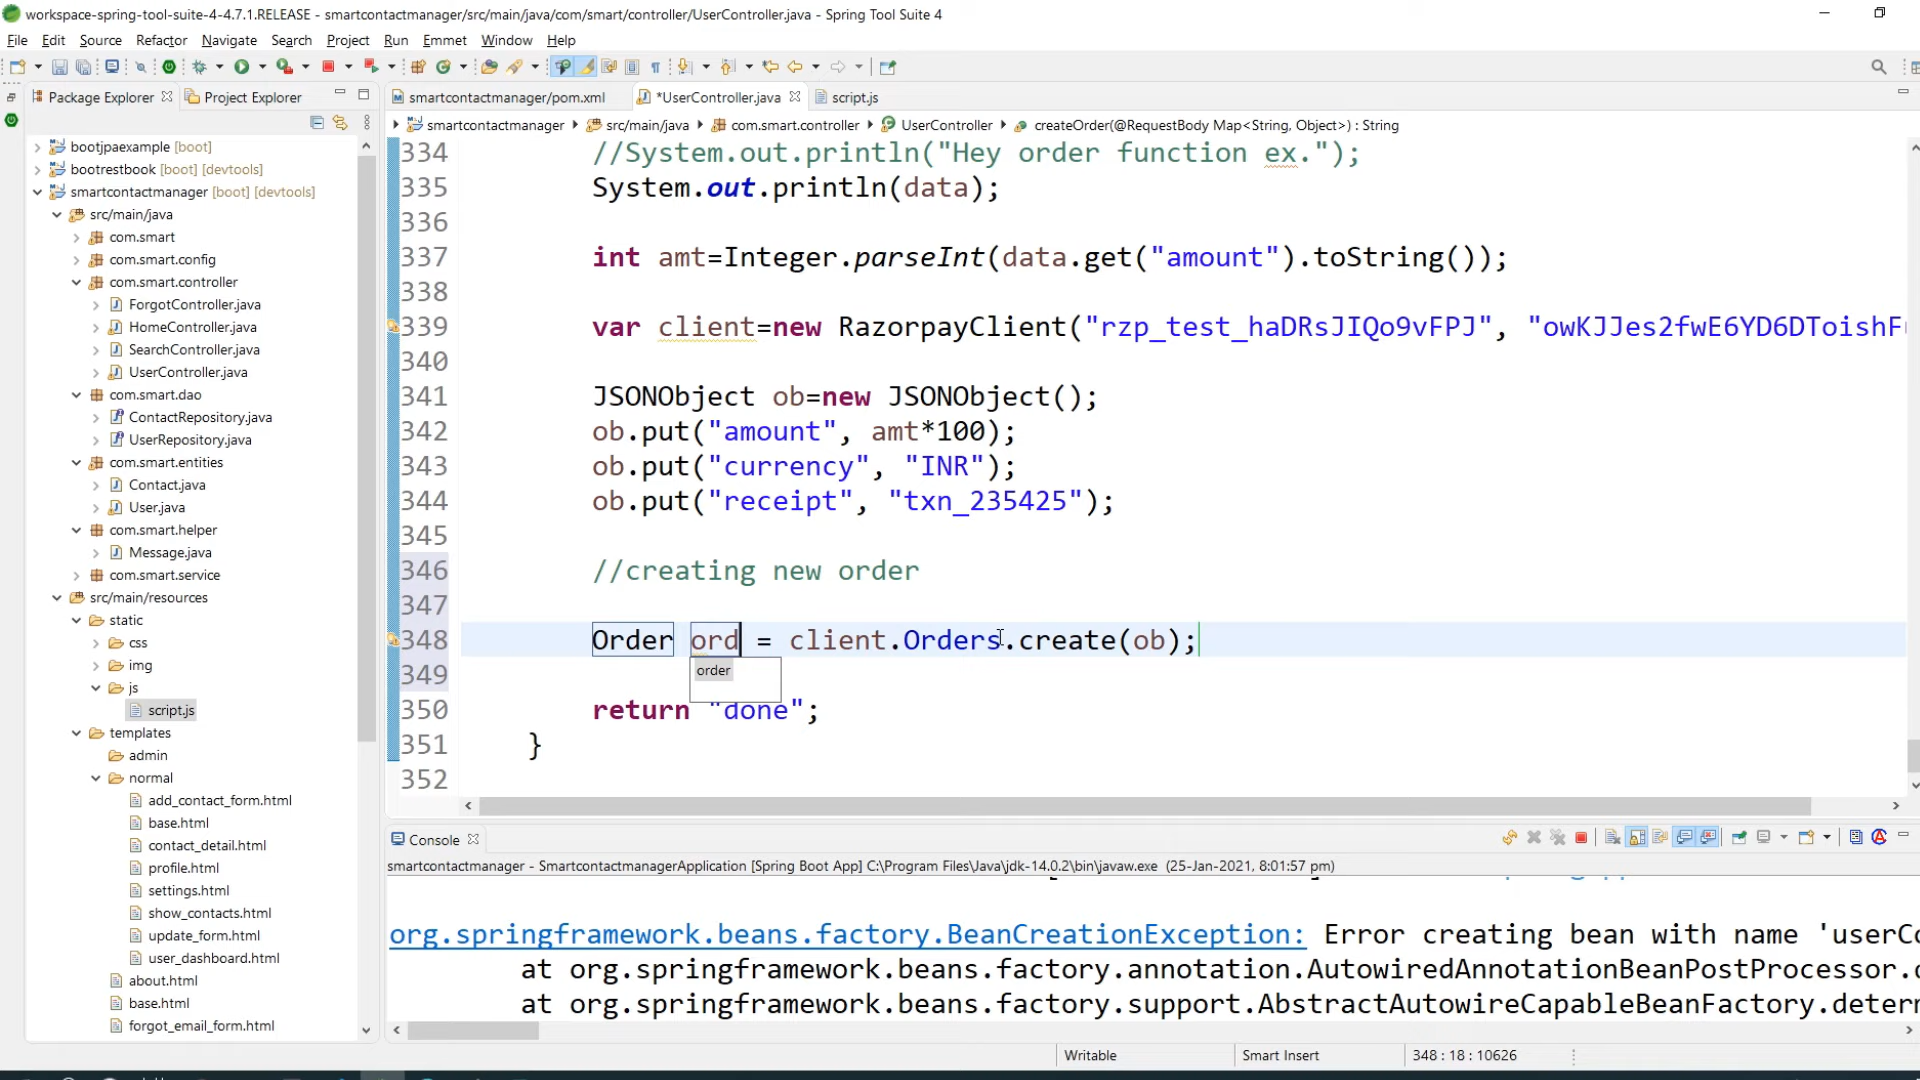 workspace-spring-tool-suite-4-4.7.1.RELEASE - smartcontactmanager/src/main/java/com/smart/controller/UserController.java - Spring Tool Suite 4
File Edit Source Refactor Navigate Search Project Run Emmet Window Help
Package Explorer Project Explorer
smartcontactmanager/pom.xml *UserController.java script.js
smartcontactmanager src/main/java com.smart.controller UserController createOrder(@RequestBody Map<String, Object>) : String
bootjpaexample [boot]
bootrestbook [boot] [devtools]
smartcontactmanager [boot] [devtools]
src/main/java
com.smart
com.smart.config
com.smart.controller
ForgotController.java
HomeController.java
SearchController.java
UserController.java
com.smart.dao
ContactRepository.java
UserRepository.java
com.smart.entities
Contact.java
User.java
com.smart.helper
Message.java
com.smart.service
src/main/resources
static
css
img
js
script.js
templates
admin
normal
add_contact_form.html
base.html
contact_detail.html
profile.html
settings.html
show_contacts.html
update_form.html
user_dashboard.html
about.html
base.html
forgot_email_form.html
334 //System.out.println("Hey order function ex.");
335 System.out.println(data);
336
337 int amt=Integer.parseInt(data.get("amount").toString());
338
339 var client=new RazorpayClient("rzp_test_haDRsJIQo9vFPJ", "owKJJes2fwE6YD6DToishF
340
341 JSONObject ob=new JSONObject();
342 ob.put("amount", amt*100);
343 ob.put("currency", "INR");
344 ob.put("receipt", "txn_235425");
345
346 //creating new order
347
348 Order ord = client.Orders.create(ob);
349 order
350 return "done";
351 }
352
Console
smartcontactmanager - SmartcontactmanagerApplication [Spring Boot App] C:\Program Files\Java\jdk-14.0.2\bin\javaw.exe (25-Jan-2021, 8:01:57 pm)
org.springframework.beans.factory.BeanCreationException: Error creating bean with name 'userCo
at org.springframework.beans.factory.annotation.AutowiredAnnotationBeanPostProcessor.
at org.springframework.beans.factory.support.AbstractAutowireCapableBeanFactory.deter
Writable Smart Insert 348 : 18 : 10626